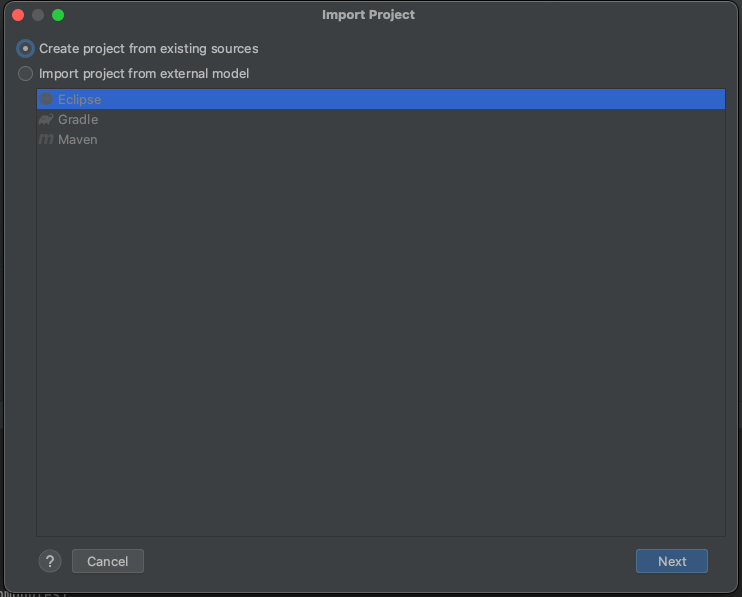 Import Project
Create project from existing sources
Import project from external model
Eclipse
Gradle
Maven
?
Cancel
Next